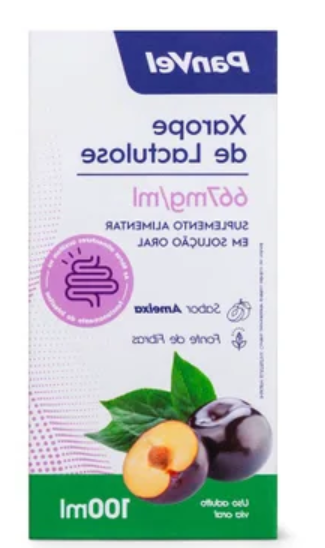 PanVel
Xarope
de Lactulose
667mg/ml
SUPLEMENTO ALIMENTAR
EM SOLUÇÃO ORAL
Sabor Ameixa
Fonte de Fibras
Uso adulto
via oral
100ml